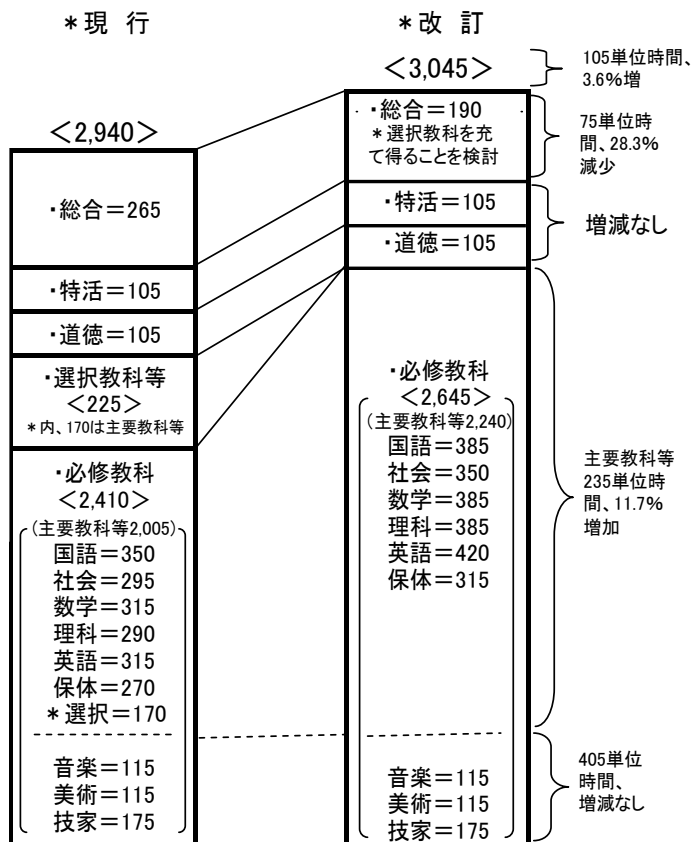 ＊現 行
＜2,940＞
・総合＝265
・特活＝105
・道徳＝105
・選択教科等
＜225＞
＊内、170は主要教科等
・必修教科
＜2,410＞
(主要教科等2,005)
国語＝350
社会＝295
数学＝315
理科＝290
英語＝315
保体＝270
＊選択＝170
音楽＝115
美術＝115
技家＝175
＊改 訂
＜3,045＞
・総合＝190
＊選択教科を充
て得ることを検討
・特活＝105
・道徳＝105
・必修教科
＜2,645＞
(主要教科等2,240)
国語＝385
社会＝350
数学＝385
理科＝385
英語＝420
保体＝315
音楽＝115
美術＝115
技家＝175
105単位時間、
3.6%増
75単位時
間、28.3%
減少
増減なし
主要教科等
235単位時
間、11.7%
増加
405単位
時間、
増減なし